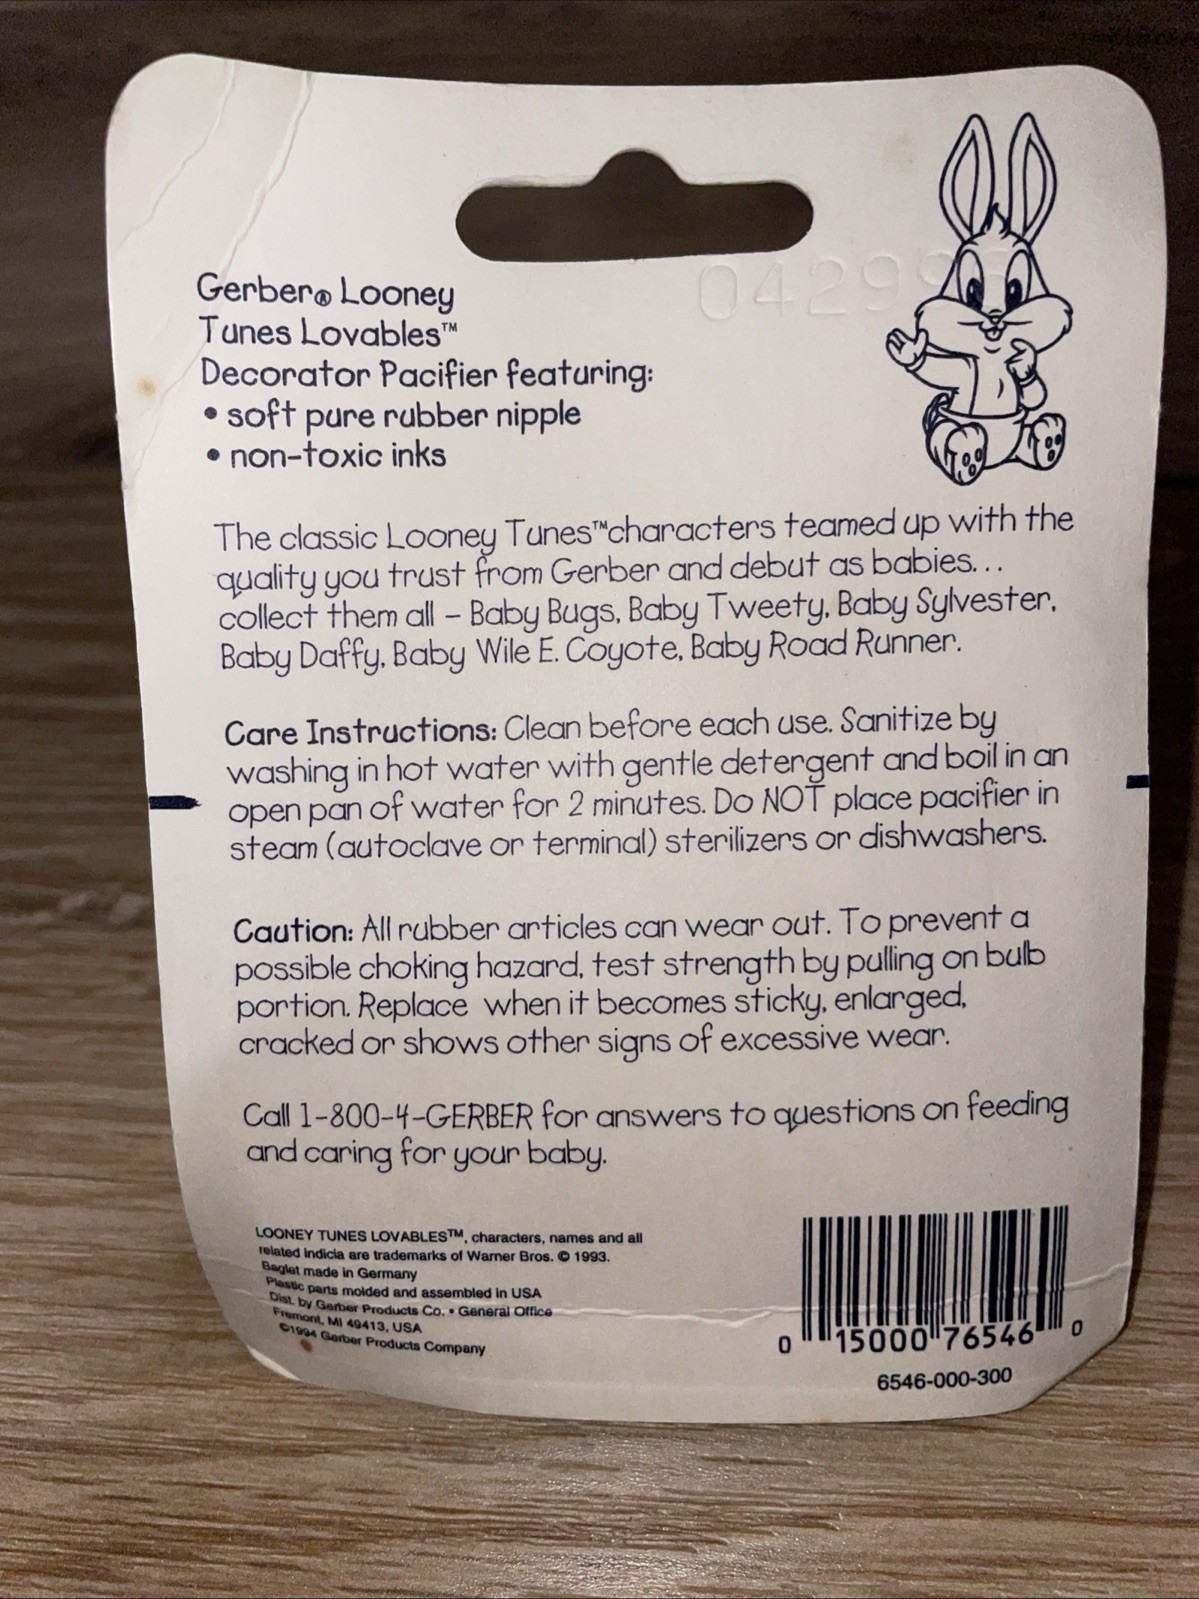 Gerber® Looney
Tunes Lovables™
Decorator Pacifier featuring:
• soft pure rubber nipple
• non-toxic inks
The classic Looney Tunes™characters teamed up with the
quality you trust from Gerber and debut as babies...
collect them all – Baby Bugs, Baby Tweety, Baby Sylvester,
Baby Daffy, Baby Wile E. Coyote, Baby Road Runner.
Care Instructions: Clean before each use. Sanitize by
washing in hot water with gentle detergent and boil in an
open pan of water for 2 minutes. Do NOT place pacifier in
steam (autoclave or terminal) sterilizers or dishwashers.
Caution: All rubber articles can wear out. To prevent a
possible choking hazard, test strength by pulling on bulb
portion. Replace when it becomes sticky, enlarged,
cracked or shows other signs of excessive wear.
Call 1-800-4-GERBER for answers to questions on feeding
and caring for your baby.
LOONEY TUNES LOVABLES™, characters, names and all
related indicia are trademarks of Warner Bros. © 1993.
Baglet made in Germany
Plastic parts molded and assembled in USA
Dist. by Gerber Products Co. • General Office
Fremont, MI 49413, USA
©1994 Gerber Products Company
0 15000 76546 0
6546-000-300